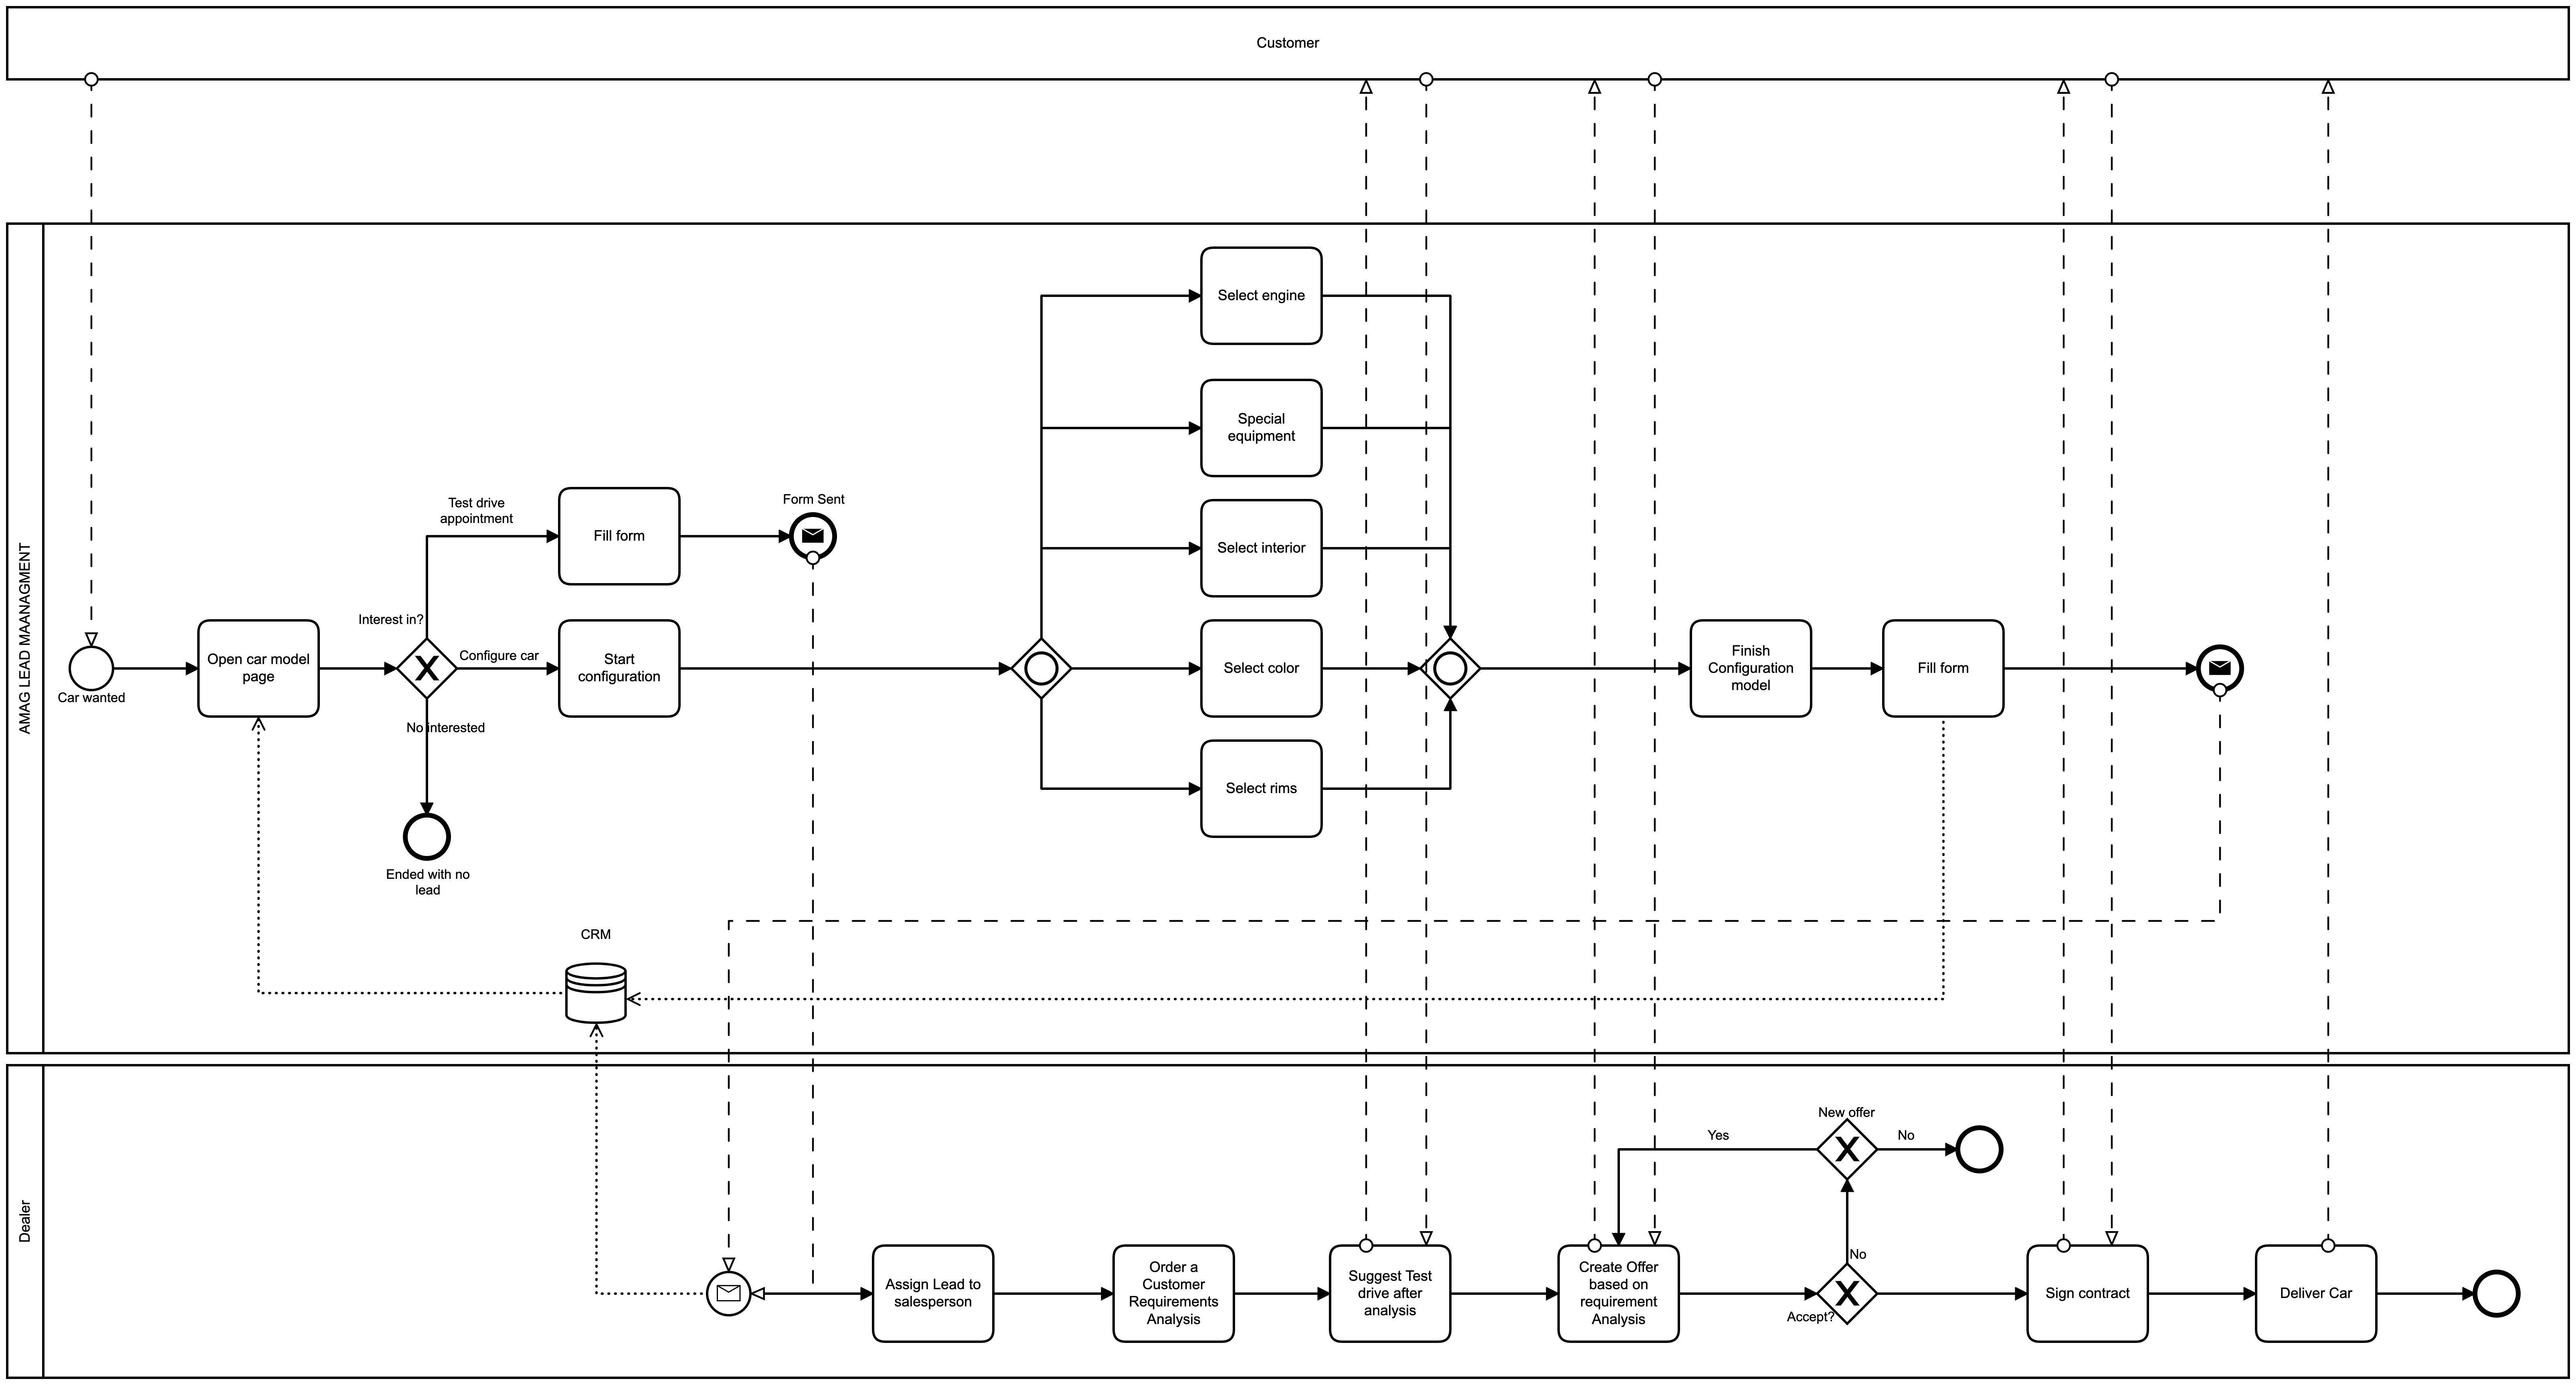 Customer
AMAG LEAD MAANAGMENT
Car wanted
Open car model
page
Interest in?
Test drive
appointment
Configure car
No interested
Ended with no
lead
Fill form
Form Sent
Start
configuration
Select engine
Special
equipment
Select interior
Select color
Select rims
Finish
Configuration
model
Fill form
CRM
Dealer
Assign Lead to
salesperson
Order a
Customer
Requirements
Analysis
Suggest Test
drive after
analysis
Create Offer
based on
requirement
Analysis
Accept?
No
New offer
Yes
No
Sign contract
Deliver Car